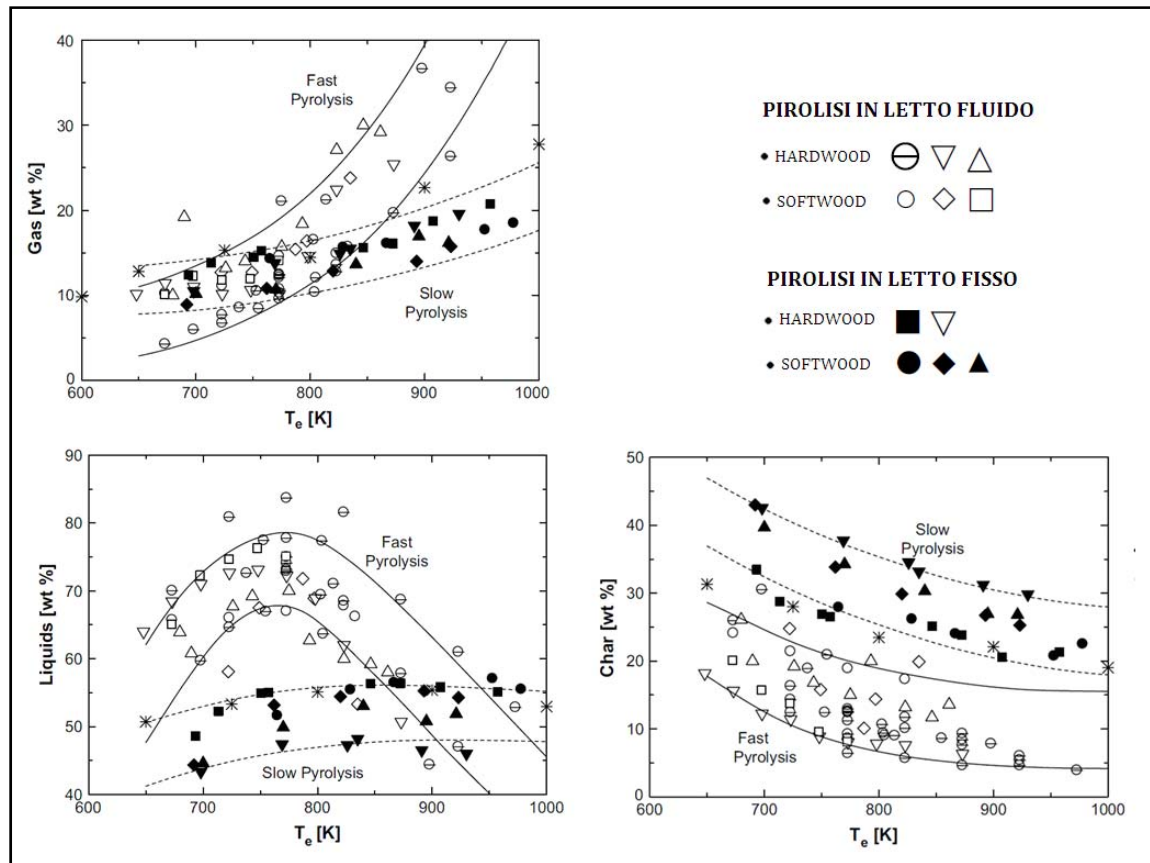 40
30
20
10
0
600
700
800
900
1000
Gas [wt %]
Te [K]
Fast
Pyrolysis
Slow
Pyrolysis
PIROLISI IN LETTO FLUIDO
• HARDWOOD
• SOFTWOOD
PIROLISI IN LETTO FISSO
• HARDWOOD
• SOFTWOOD
90
80
70
60
50
40
600
700
800
900
1000
Liquids [wt %]
Te [K]
Fast
Pyrolysis
Slow Pyrolysis
50
40
30
20
10
0
600
700
800
900
1000
Char [wt %]
Te [K]
Slow
Pyrolysis
Fast
Pyrolysis